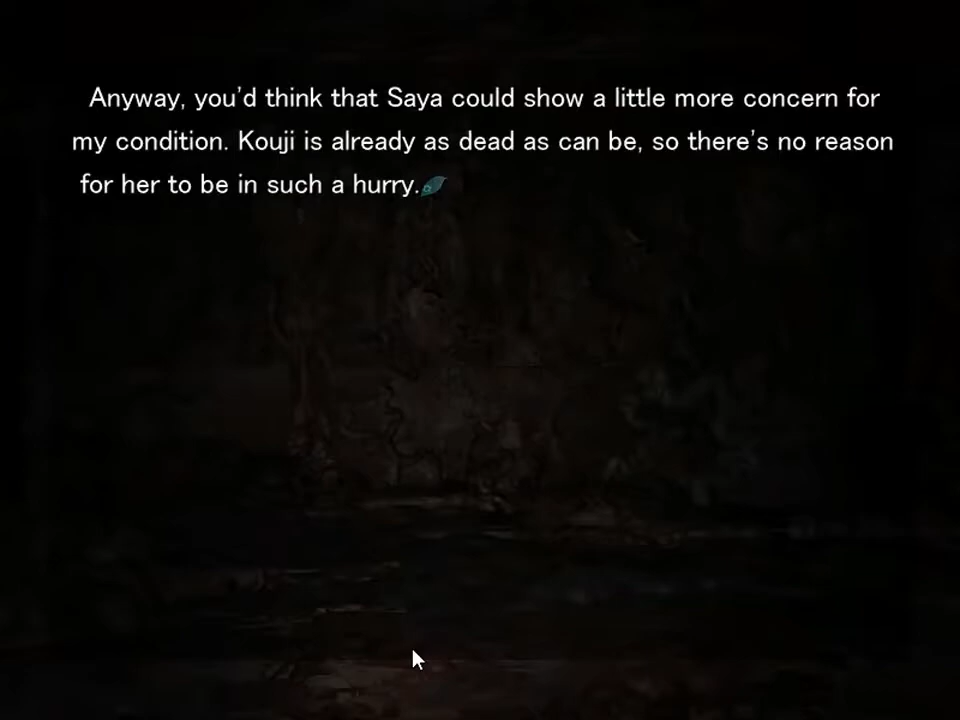 Anyway, you'd think that Saya could show a little more concern for
my condition. Kouji is already as dead as can be, so there's no reason
for her to be in such a hurry.